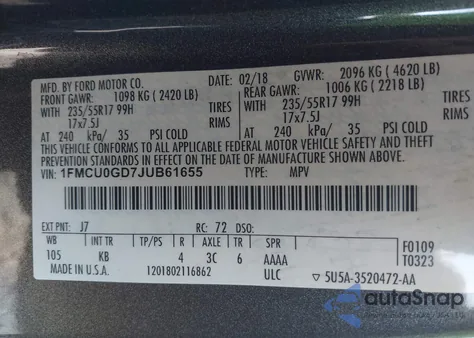 MFD. BY FORD MOTOR CO.
DATE: 02/18 GVWR: 2096 KG ( 4620 LB)
FRONT GAWR: 1098 KG ( 2420 LB) REAR GAWR: 1006 KG ( 2218 LB)
WITH 235/55R17 99H TIRES WITH 235/55R17 99H TIRES
17x7.5J RIMS 17x7.5J RIMS
AT 240 kPa/ 35 PSI COLD AT 240 kPa/ 35 PSI COLD
THIS VEHICLE CONFORMS TO ALL APPLICABLE FEDERAL MOTOR VEHICLE SAFETY
AND THEFT PREVENTION STANDARDS IN EFFECT ON THE DATE OF MANUFACTURE SHOWN ABOVE.
VIN: 1FMCU0GD7JUB61655 TYPE: MPV
EXT PNT: J7 RC: 72 DSO:
WB INT TR TP/PS R AXLE TR SPR F0109
105 KB 4 3C 6 AAAA T0323
MADE IN U.S.A. 1201802116862 ULC 5U5A-3520472-AA
autoSnap